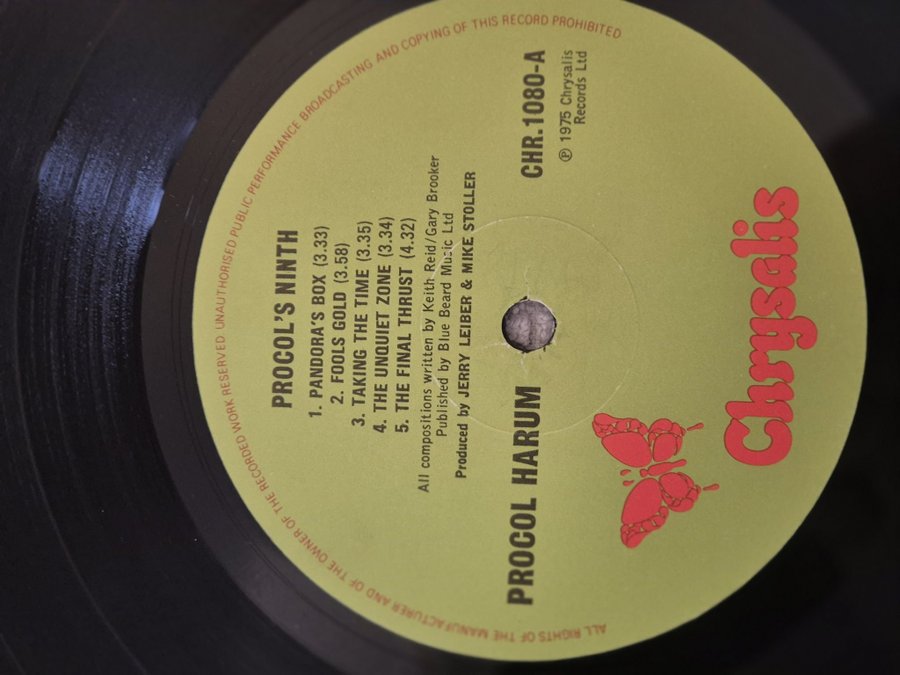 ALL RIGHTS OF THE MANUFACTURER AND OF THE OWNER OF THE RECORDED WORK RESERVED. UNAUTHORISED PUBLIC PERFORMANCE BROADCASTING AND COPYING OF THIS RECORD PROHIBITED
PROCOL'S NINTH
1. PANDORA'S BOX (3.33)
2. FOOLS GOLD (3.58)
3. TAKING THE TIME (3.35)
4. THE UNQUIET ZONE (3.34)
5. THE FINAL THRUST (4.32)
All compositions written by Keith Reid/Gary Brooker
Published by Blue Beard Music Ltd
Produced by JERRY LEIBER & MIKE STOLLER
PROCOL HARUM
CHR.1080-A
℗ 1975 Chrysalis
Records Ltd
Chrysalis